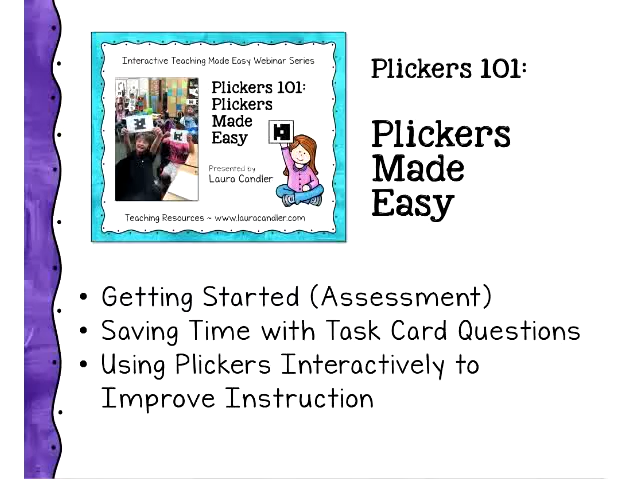 Interactive Teaching Made Easy Webinar Series
Plickers 101:
Plickers
Made
Easy
Presented by
Laura Candler
Teaching Resources ~ www.lauracandler.com
Plickers 101:
Plickers
Made
Easy
• Getting Started (Assessment)
• Saving Time with Task Card Questions
• Using Plickers Interactively to
Improve Instruction